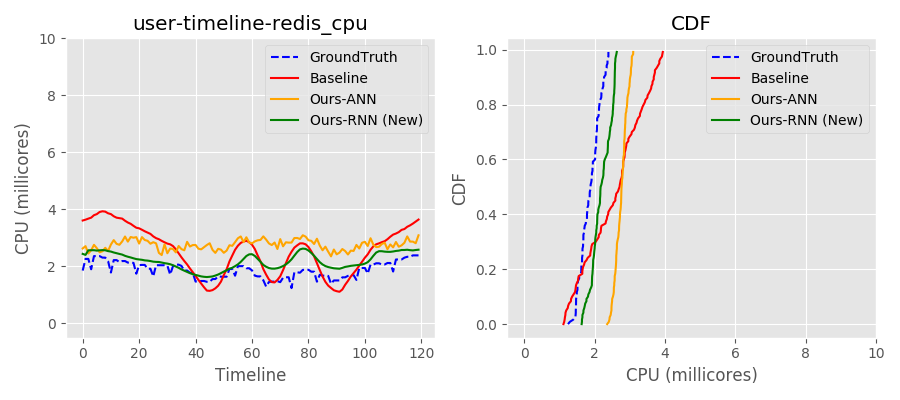 user-timeline-redis_cpu
CPU (millicores)
10
8
6
4
2
0
GroundTruth
Baseline
Ours-ANN
Ours-RNN (New)
0 20 40 60 80 100 120
Timeline
CDF
CDF
1.0
0.8
0.6
0.4
0.2
0.0
GroundTruth
Baseline
Ours-ANN
Ours-RNN (New)
0 2 4 6 8 10
CPU (millicores)